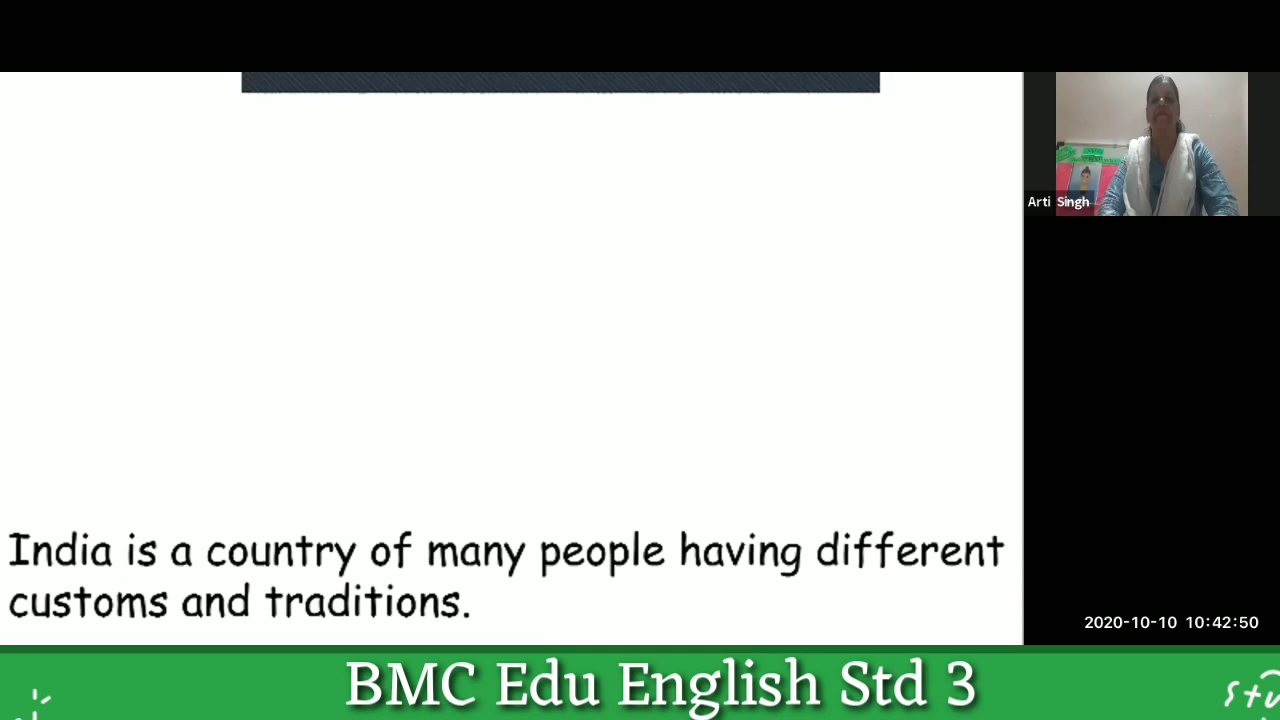 Arti Singh
India is a country of many people having different
customs and traditions.
2020-10-10 10:42:50
BMC Edu English Std 3